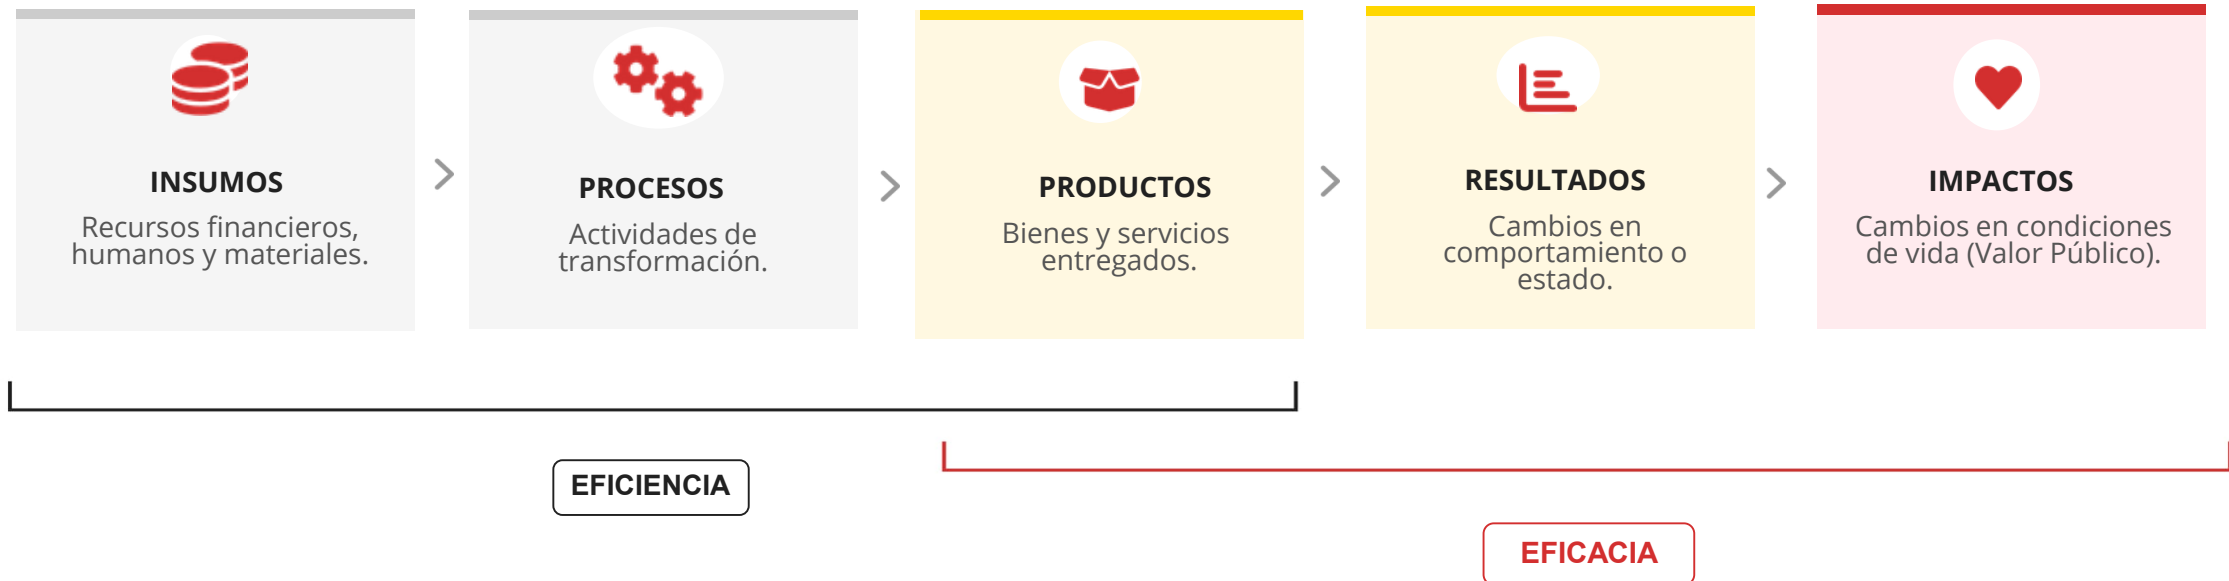 INSUMOS
Recursos financieros,
humanos y materiales.
PROCESOS
Actividades de
transformación.
PRODUCTOS
Bienes y servicios
entregados.
RESULTADOS
Cambios en
comportamiento o
estado.
IMPACTOS
Cambios en condiciones
de vida (Valor Público).
EFICIENCIA
EFICACIA